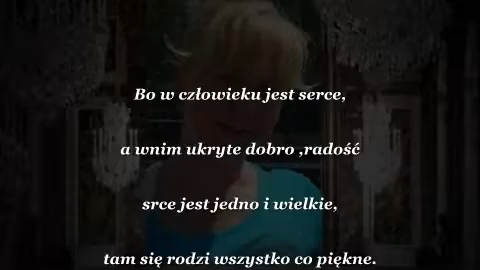 Bo w człowieku jest serce,
a wnim ukryte dobro ,radość
srce jest jedno i wielkie,
tam się rodzi wszystko co piękne.